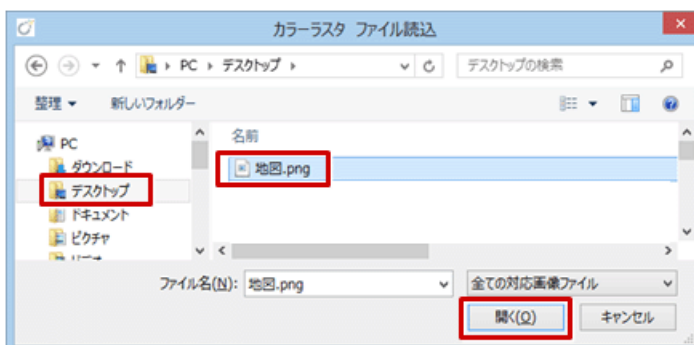 カラーラスタ ファイル読込
PC デスクトップ デスクトップの検索
整理 新しいフォルダー
PC
ダウンロード
デスクトップ
ドキュメント
ピクチャ
名前
地図.png
ファイル名(N): 地図.png 全ての対応画像ファイル
開く(O) キャンセル